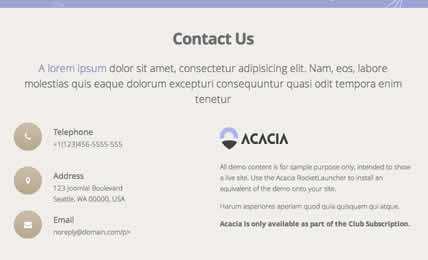 Contact Us
A lorem ipsum dolor sit amet, consectetur adipisicing elit. Nam, eos, labore
molestias quis eaque dolorum excepturi consequuntur quasi odit tempora enim
tenetur
Telephone
+1(123)456-5555-555
Address
123 Joomla! Boulevard
Seattle, WA 00000, USA
Email
noreply@domain.com/p>
ACACIA
All demo content is for sample purpose only, intended to show
a live site. Use the Acacia RocketLauncher to install an
equivalent of the demo onto your site.
Harum asperiores aperiam quod quia quisquam qui atque.
Acacia is only available as part of the Club Subscription.